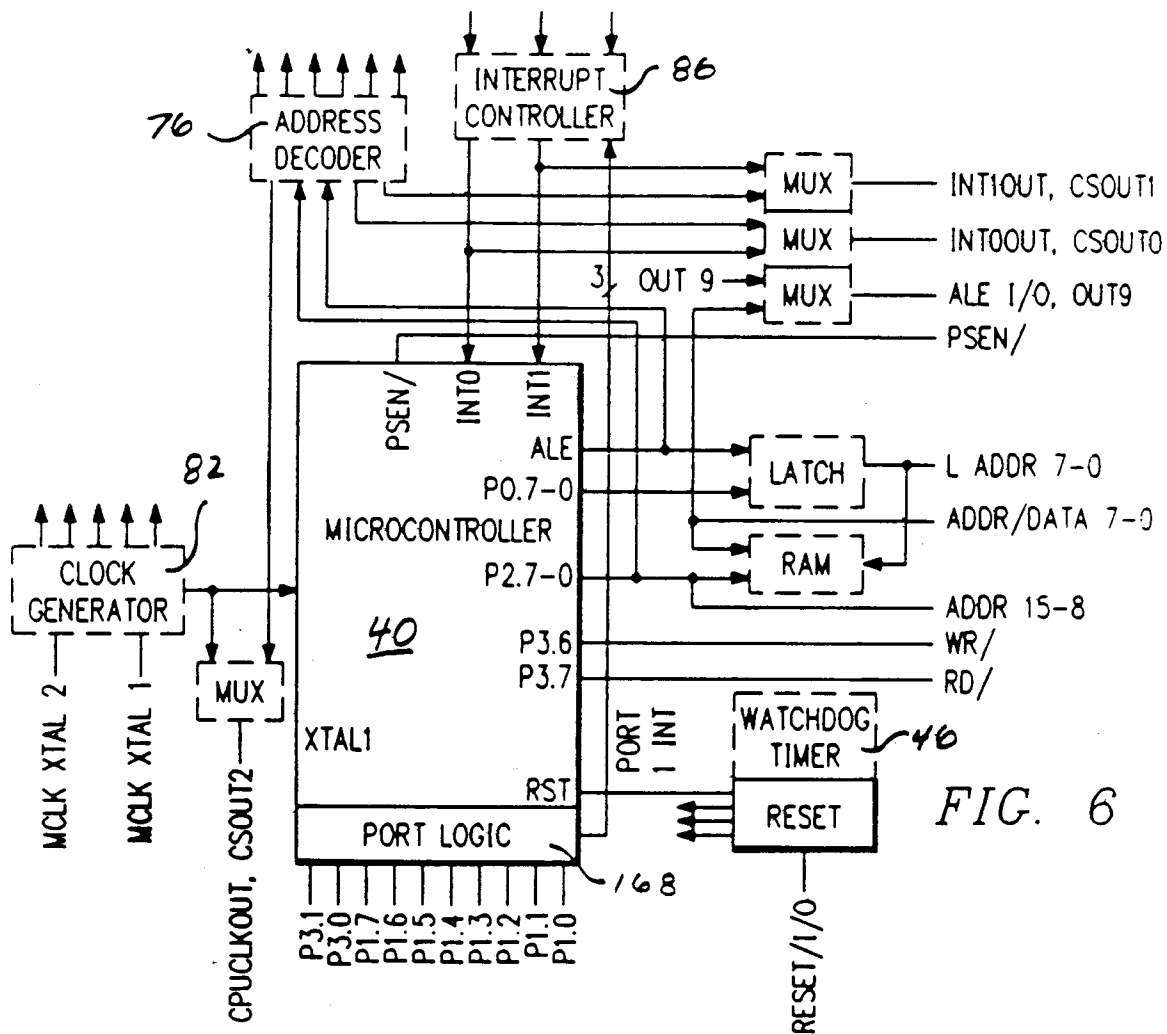 INTERRUPT
CONTROLLER
86
76
ADDRESS
DECODER
MUX
INT1OUT, CSOUT1
MUX
INT0OUT, CSOUT0
3
OUT 9
MUX
ALE I/O, OUT9
PSEN/
PSEN/
INT0
INT1
ALE
LATCH
L ADDR 7-0
82
P0.7-0
ADDR/DATA 7-0
MICROCONTROLLER
CLOCK
GENERATOR
P2.7-0
RAM
ADDR 15-8
40
P3.6
WR/
P3.7
RD/
MCLK XTAL 2
MCLK XTAL 1
MUX
CPUCLKOUT, CSOUT2
XTAL1
PORT
1 INT
WATCHDOG
TIMER
46
RST
RESET
FIG. 6
PORT LOGIC
168
P3.1
P3.0
P1.7
P1.6
P1.5
P1.4
P1.3
P1.2
P1.1
P1.0
RESET/I/O